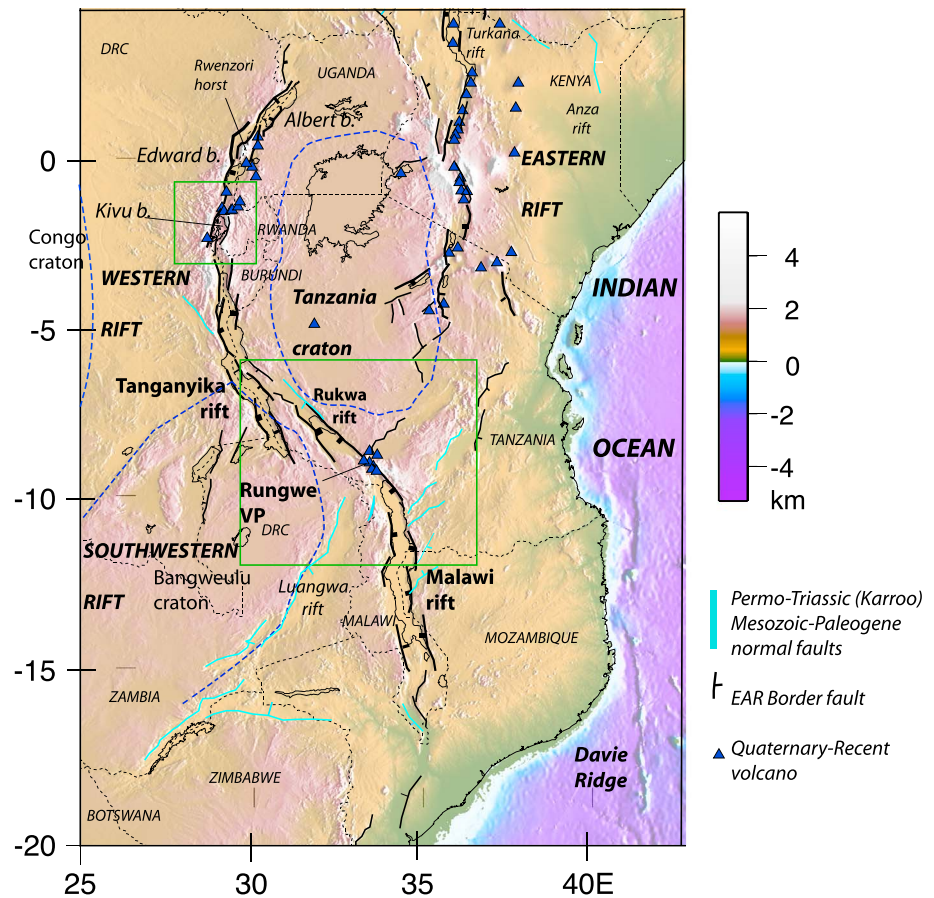 DRC
Turkana
rift
Rwenzori
horst
UGANDA
KENYA
Albert b.
Anza
rift
Edward b.
0
EASTERN
Kivu b.
RIFT
RWANDA
Congo
craton
WESTERN
BURUNDI
INDIAN
Tanzania
-5
RIFT
craton
Tanganyika
rift
Rukwa
rift
TANZANIA
OCEAN
Rungwe
VP
-10
DRC
SOUTHWESTERN
Bangweulu
craton
RIFT
Luangwa
rift
Malawi
rift
MALAWI
MOZAMBIQUE
-15
ZAMBIA
Davie
Ridge
ZIMBABWE
BOTSWANA
-20
25
30
35
40E
4
2
0
-2
-4
km
Permo-Triassic (Karroo)
Mesozoic-Paleogene
normal faults
EAR Border fault
Quaternary-Recent
volcano